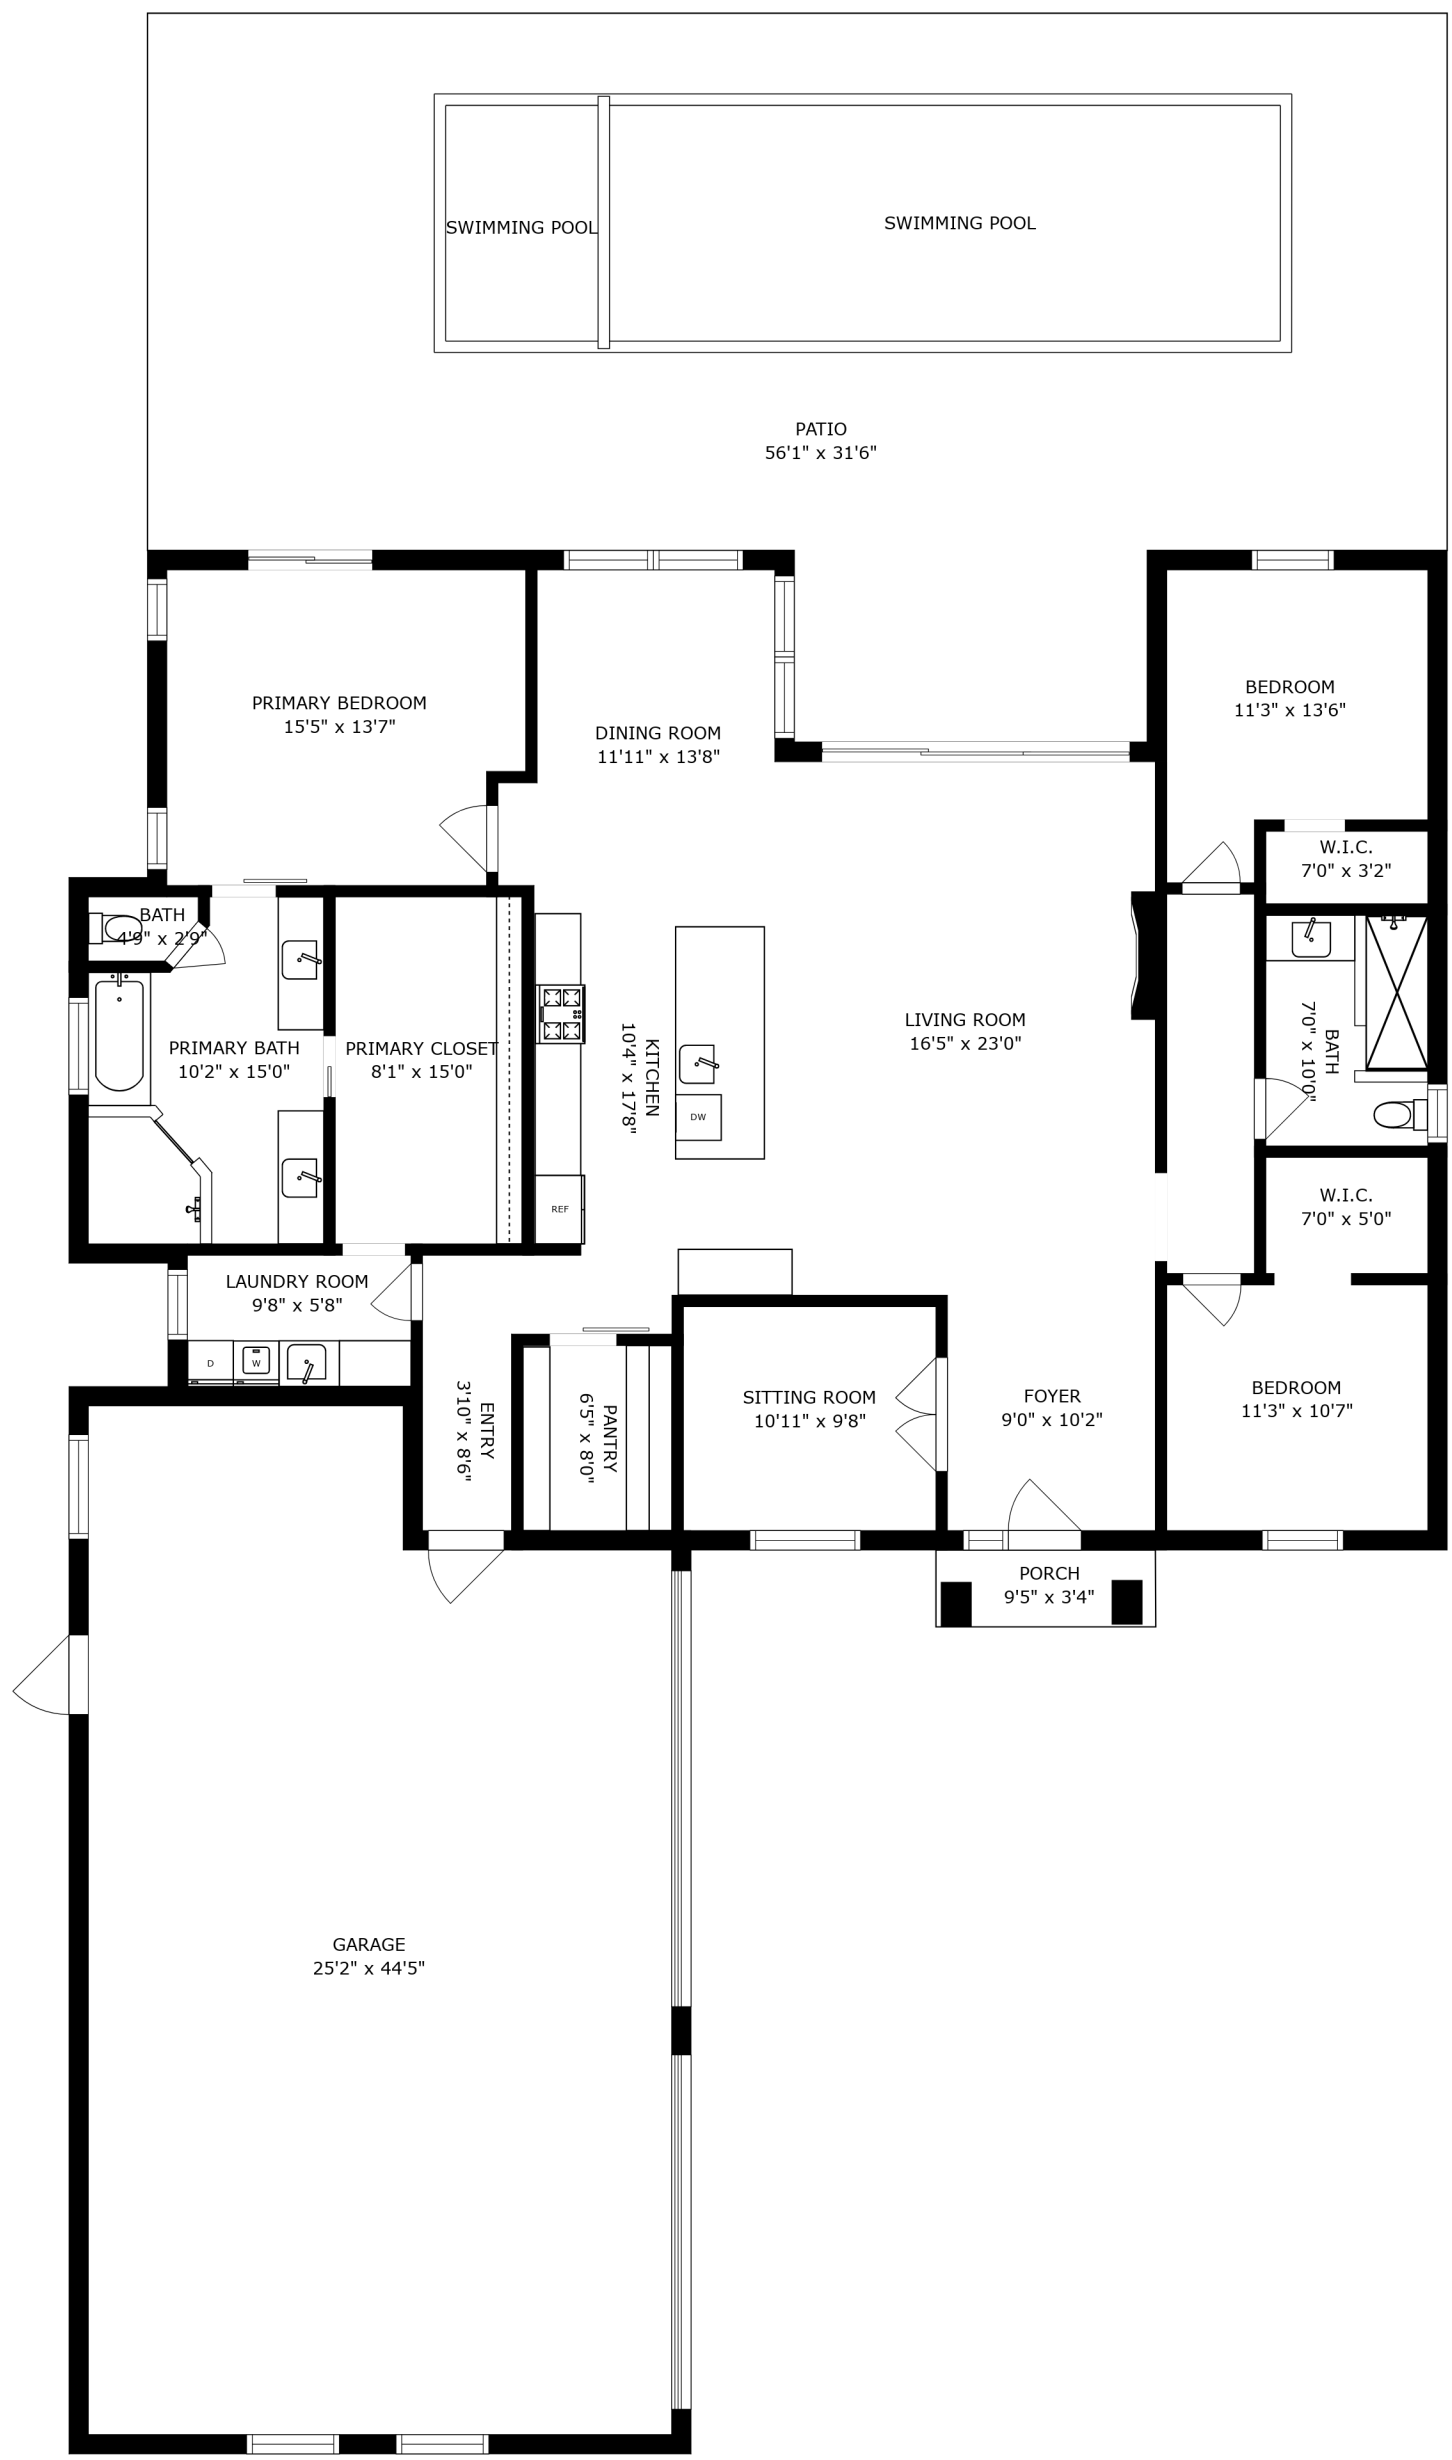 SWIMMING POOL
SWIMMING POOL
PATIO
56'1" x 31'6"
PRIMARY BEDROOM
15'5" x 13'7"
DINING ROOM
11'11" x 13'8"
BEDROOM
11'3" x 13'6"
W.I.C.
7'0" x 3'2"
BATH
4'9" x 2'9"
PRIMARY BATH
10'2" x 15'0"
PRIMARY CLOSET
8'1" x 15'0"
KITCHEN
10'4" x 17'8"
DW
REF
LIVING ROOM
16'5" x 23'0"
BATH
7'0" x 10'0"
W.I.C.
7'0" x 5'0"
LAUNDRY ROOM
9'8" x 5'8"
D
W
ENTRY
3'10" x 8'6"
PANTRY
6'5" x 8'0"
SITTING ROOM
10'11" x 9'8"
FOYER
9'0" x 10'2"
BEDROOM
11'3" x 10'7"
PORCH
9'5" x 3'4"
GARAGE
25'2" x 44'5"